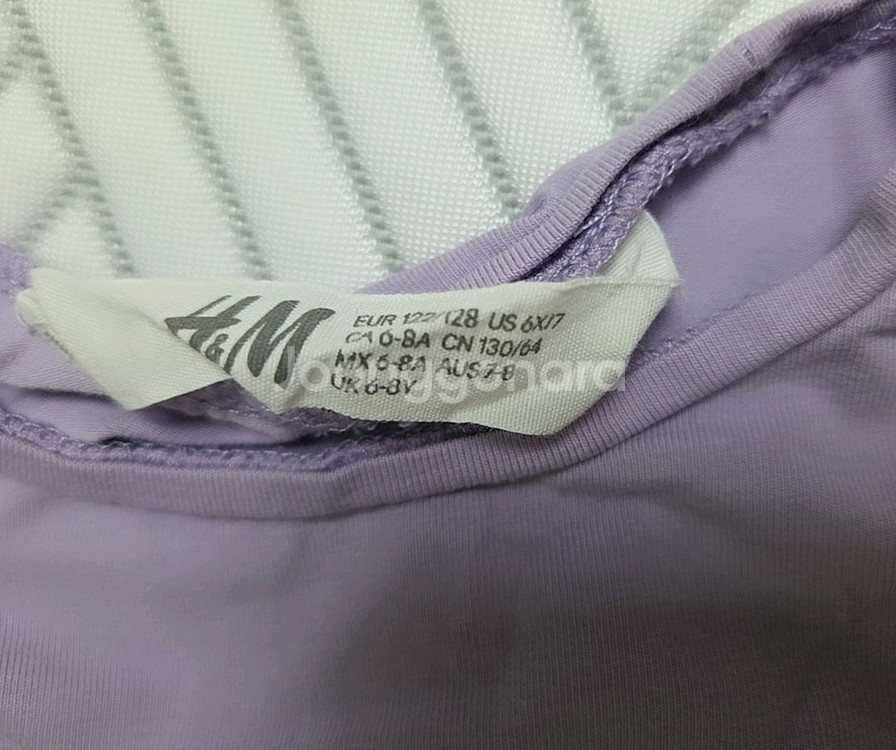 H&M
EUR 122/128 US 6X/7
CA 6-8A CN 130/64
MX 6-8A AUS 7-8
UK 6-8Y
joonggonara